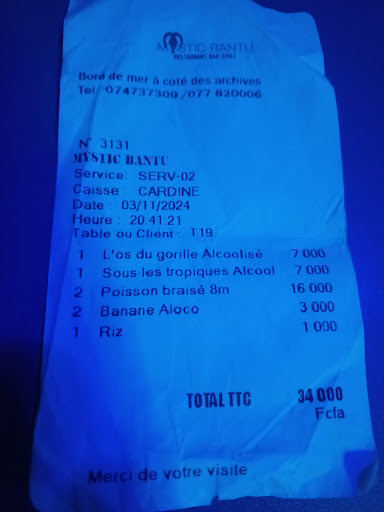 MYSTIC BANTU
RESTAURANT BAR GRILL
Bord de mer à coté des archives
Tel : 074737309 /077 820006
N° 3131
MYSTIC BANTU
Service: SERV-02
Caisse : CARDINE
Date : 03/11/2024
Heure : 20:41:21
Table ou Client : T19
1 L'os du gorille Alcoolisé 7 000
1 Sous les tropiques Alcool 7 000
2 Poisson braisé 8m 16 000
2 Banane Aloco 3 000
1 Riz 1 000
TOTAL TTC 34 000
Fcfa
Merci de votre visite